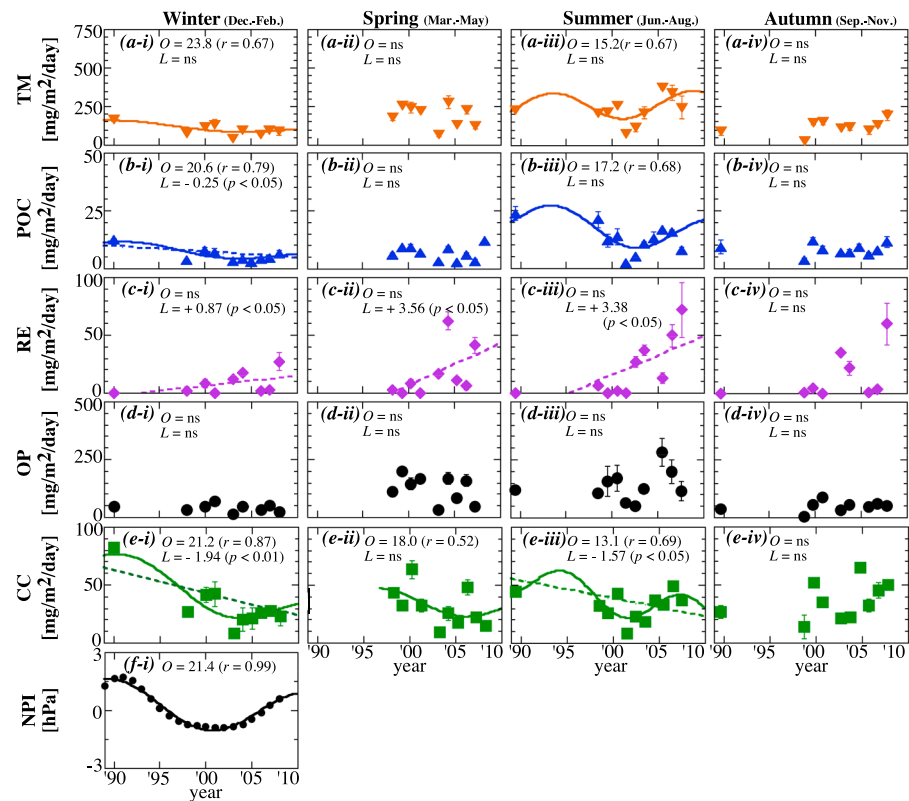 Winter (Dec.-Feb.) Spring (Mar.-May) Summer (Jun.-Aug.) Autumn (Sep.-Nov.)
TM
[mg/m2/day]
750
500
250
0
(a-i) O = 23.8 (r = 0.67)
L = ns
(a-ii) O = ns
L = ns
(a-iii) O = 15.2(r = 0.67)
L = ns
(a-iv) O = ns
L = ns
POC
[mg/m2/day]
50
25
0
(b-i) O = 20.6 (r = 0.79)
L = - 0.25 (p < 0.05)
(b-ii) O = ns
L = ns
(b-iii) O = 17.2 (r = 0.68)
L = ns
(b-iv) O = ns
L = ns
RE
[mg/m2/day]
100
50
0
(c-i) O = ns
L = + 0.87 (p < 0.05)
(c-ii) O = ns
L = + 3.56 (p < 0.05)
(c-iii) O = ns
L = + 3.38
(p < 0.05)
(c-iv) O = ns
L = ns
OP
[mg/m2/day]
500
250
0
(d-i) O = ns
L = ns
(d-ii) O = ns
L = ns
(d-iii) O = ns
L = ns
(d-iv) O = ns
L = ns
CC
[mg/m2/day]
100
50
0
(e-i) O = 21.2 (r = 0.87)
L = - 1.94 (p < 0.01)
(e-ii) O = 18.0 (r = 0.52)
L = ns
(e-iii) O = 13.1 (r = 0.69)
L = - 1.57 (p < 0.05)
(e-iv) O = ns
L = ns
'90 '95 '00 '05 '10
year
'90 '95 '00 '05 '10
year
'90 '95 '00 '05 '10
year
NPI
[hPa]
3
0
-3
(f-i) O = 21.4 (r = 0.99)
'90 '95 '00 '05 '10
year